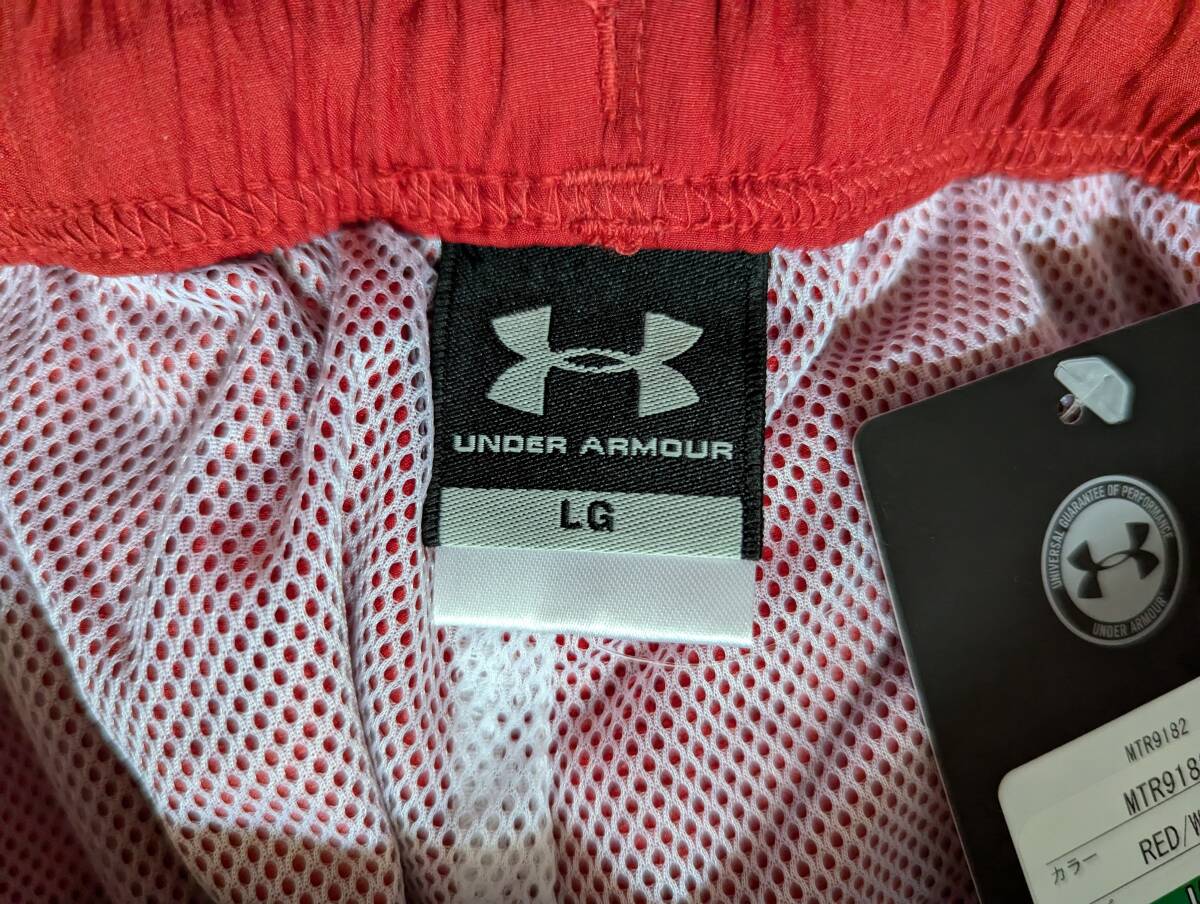 UNDER ARMOUR
LG
UNIVERSAL GUARANTEE OF PERFORMANCE
UNDER ARMOUR
MTR9182
MTR918
カラー RED/W